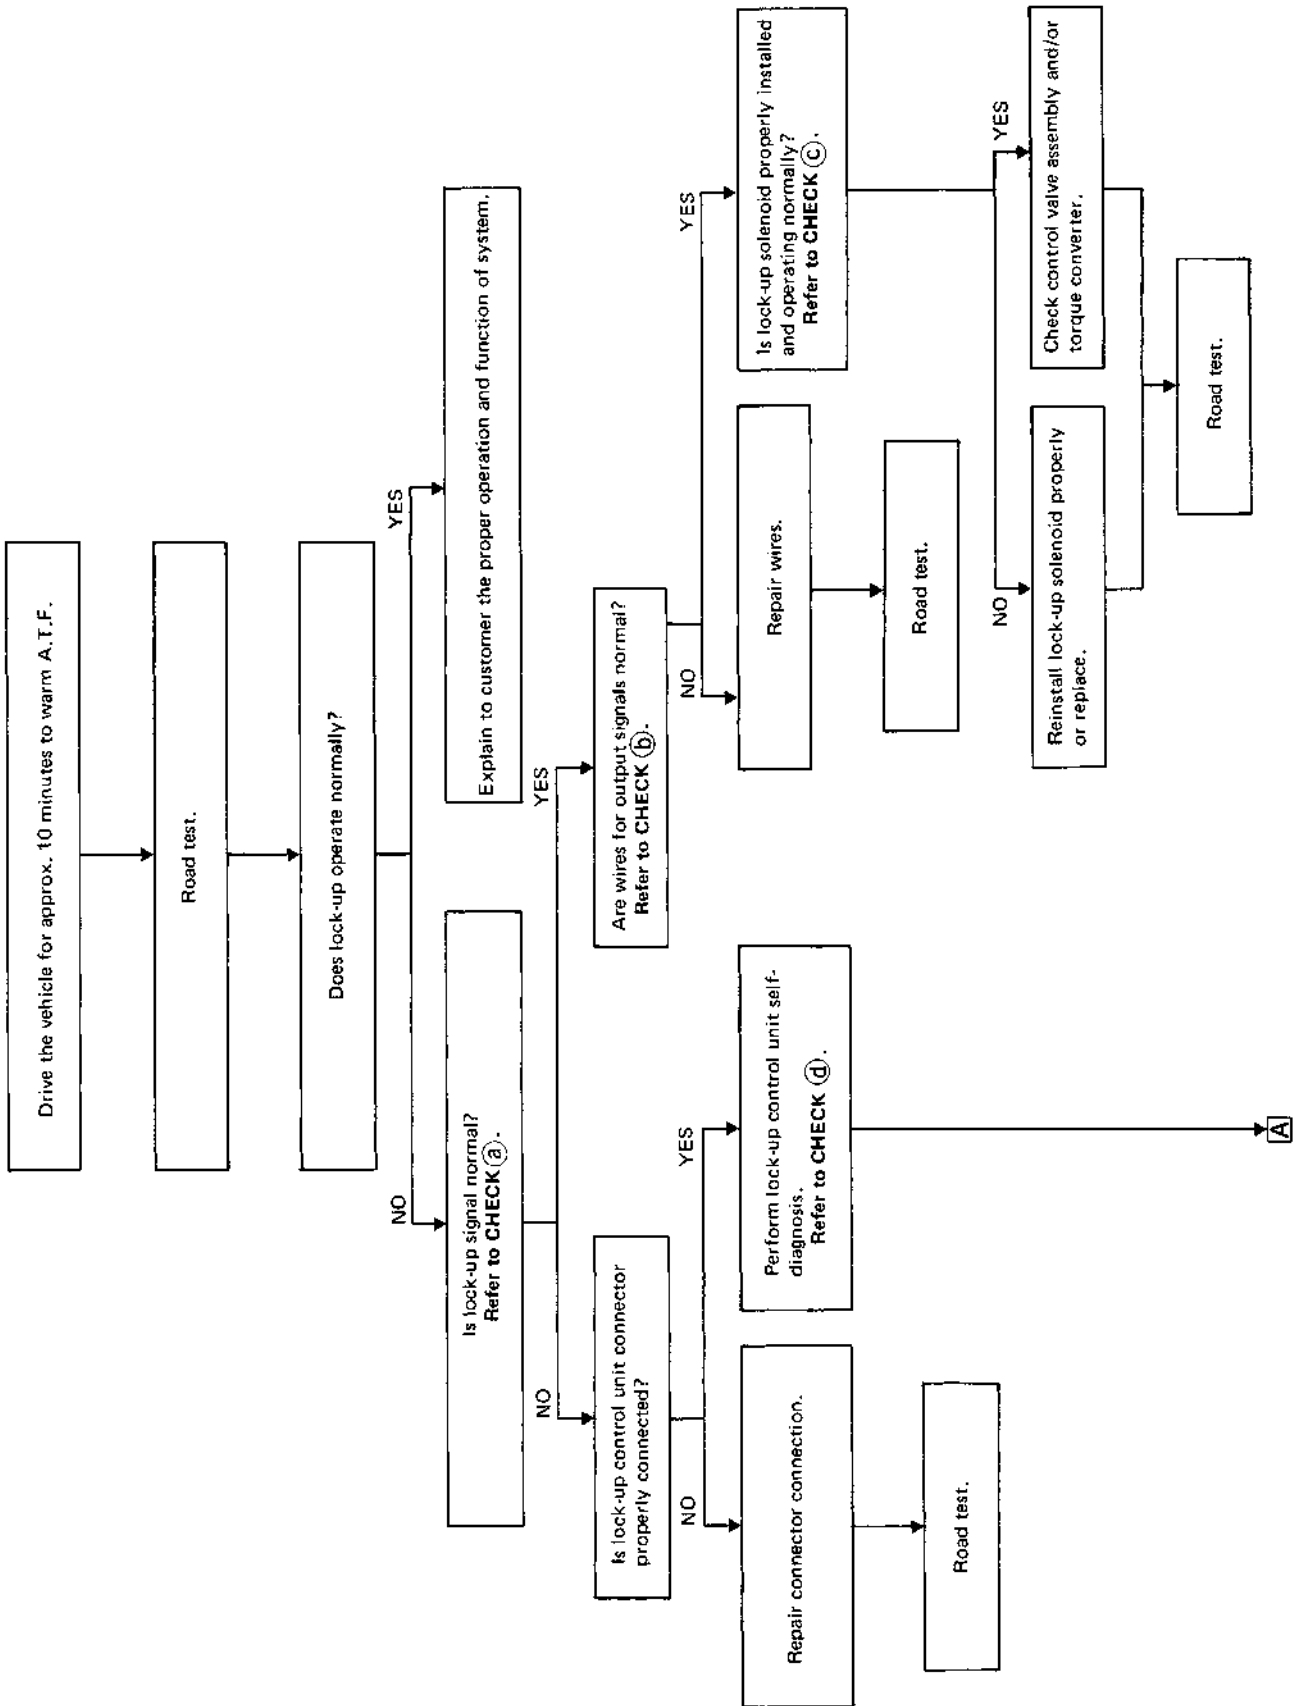 Drive the vehicle for approx. 10 minutes to warm A.T.F.
Road test.
Does lock-up operate normally?
NO
YES
Is lock-up signal normal?
Refer to CHECK ⓐ.
Explain to customer the proper operation and function of system.
NO
YES
Is lock-up control unit connector
properly connected?
Are wires for output signals normal?
Refer to CHECK ⓑ.
NO
YES
NO
YES
Repair connector connection.
Perform lock-up control unit self-
diagnosis.
Refer to CHECK ⓓ.
Repair wires.
Is lock-up solenoid properly installed
and operating normally?
Refer to CHECK ⓒ.
Road test.
Road test.
NO
YES
Reinstall lock-up solenoid properly
or replace.
Check control valve assembly and/or
torque converter.
Road test.
A